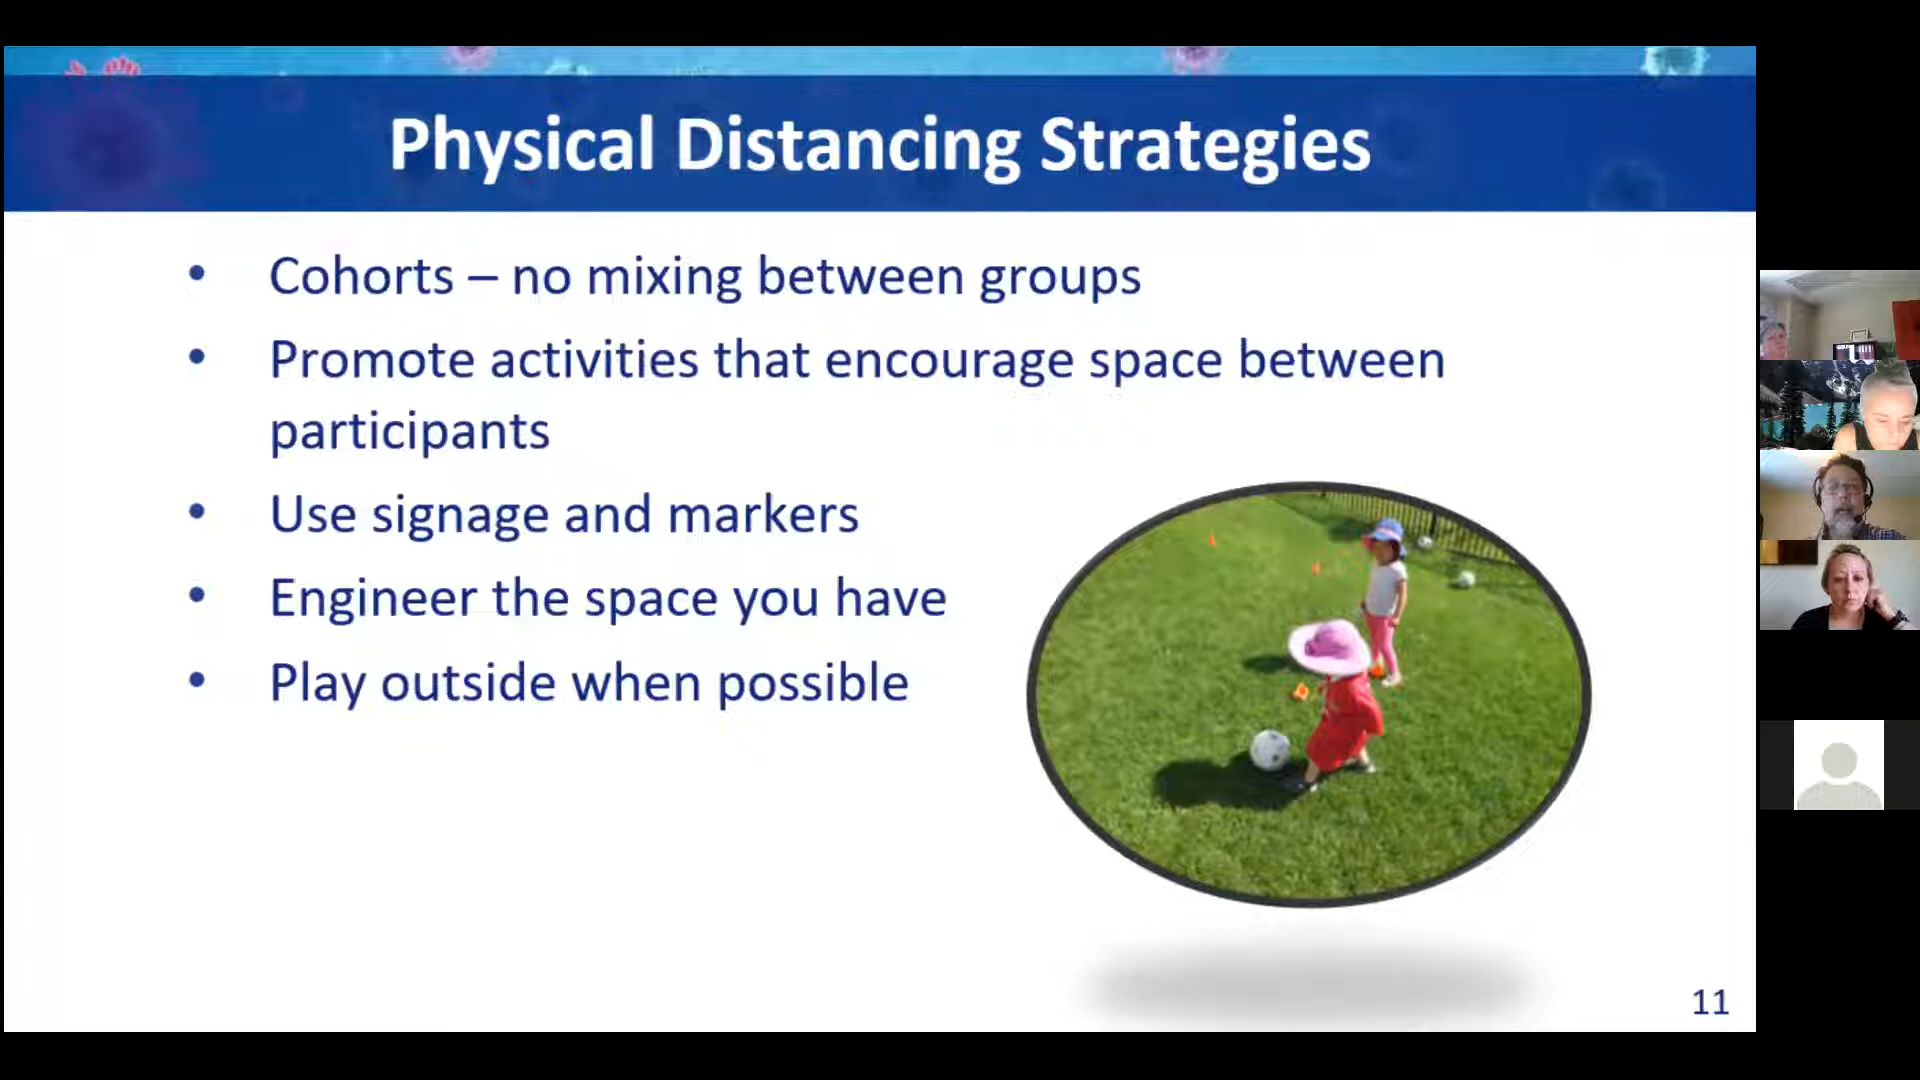 Physical Distancing Strategies
• Cohorts – no mixing between groups
• Promote activities that encourage space between
participants
• Use signage and markers
• Engineer the space you have
• Play outside when possible
11